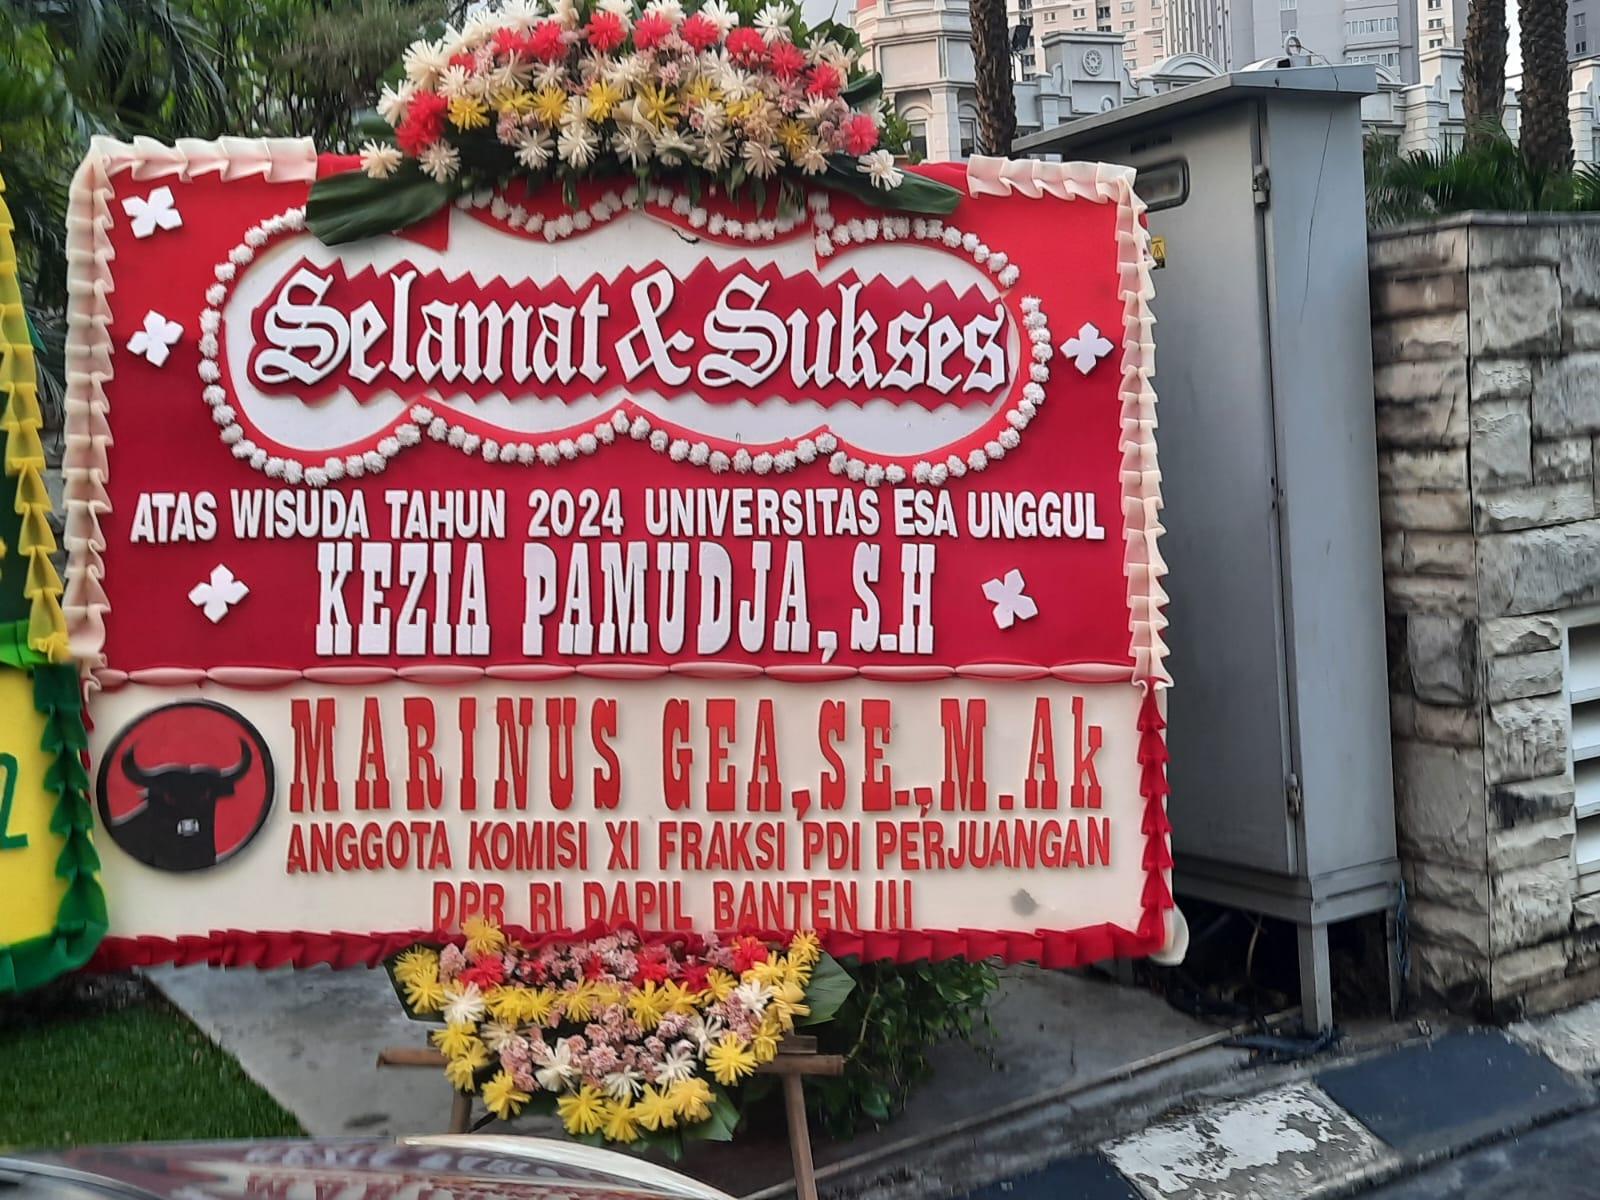 Selamat & Sukses
ATAS WISUDA TAHUN 2024 UNIVERSITAS ESA UNGGUL
KEZIA PAMUDJA, S.H
MARINUS GEA, SE., M.Ak
ANGGOTA KOMISI XI FRAKSI PDI PERJUANGAN
DPR RI DAPIL BANTEN III
2